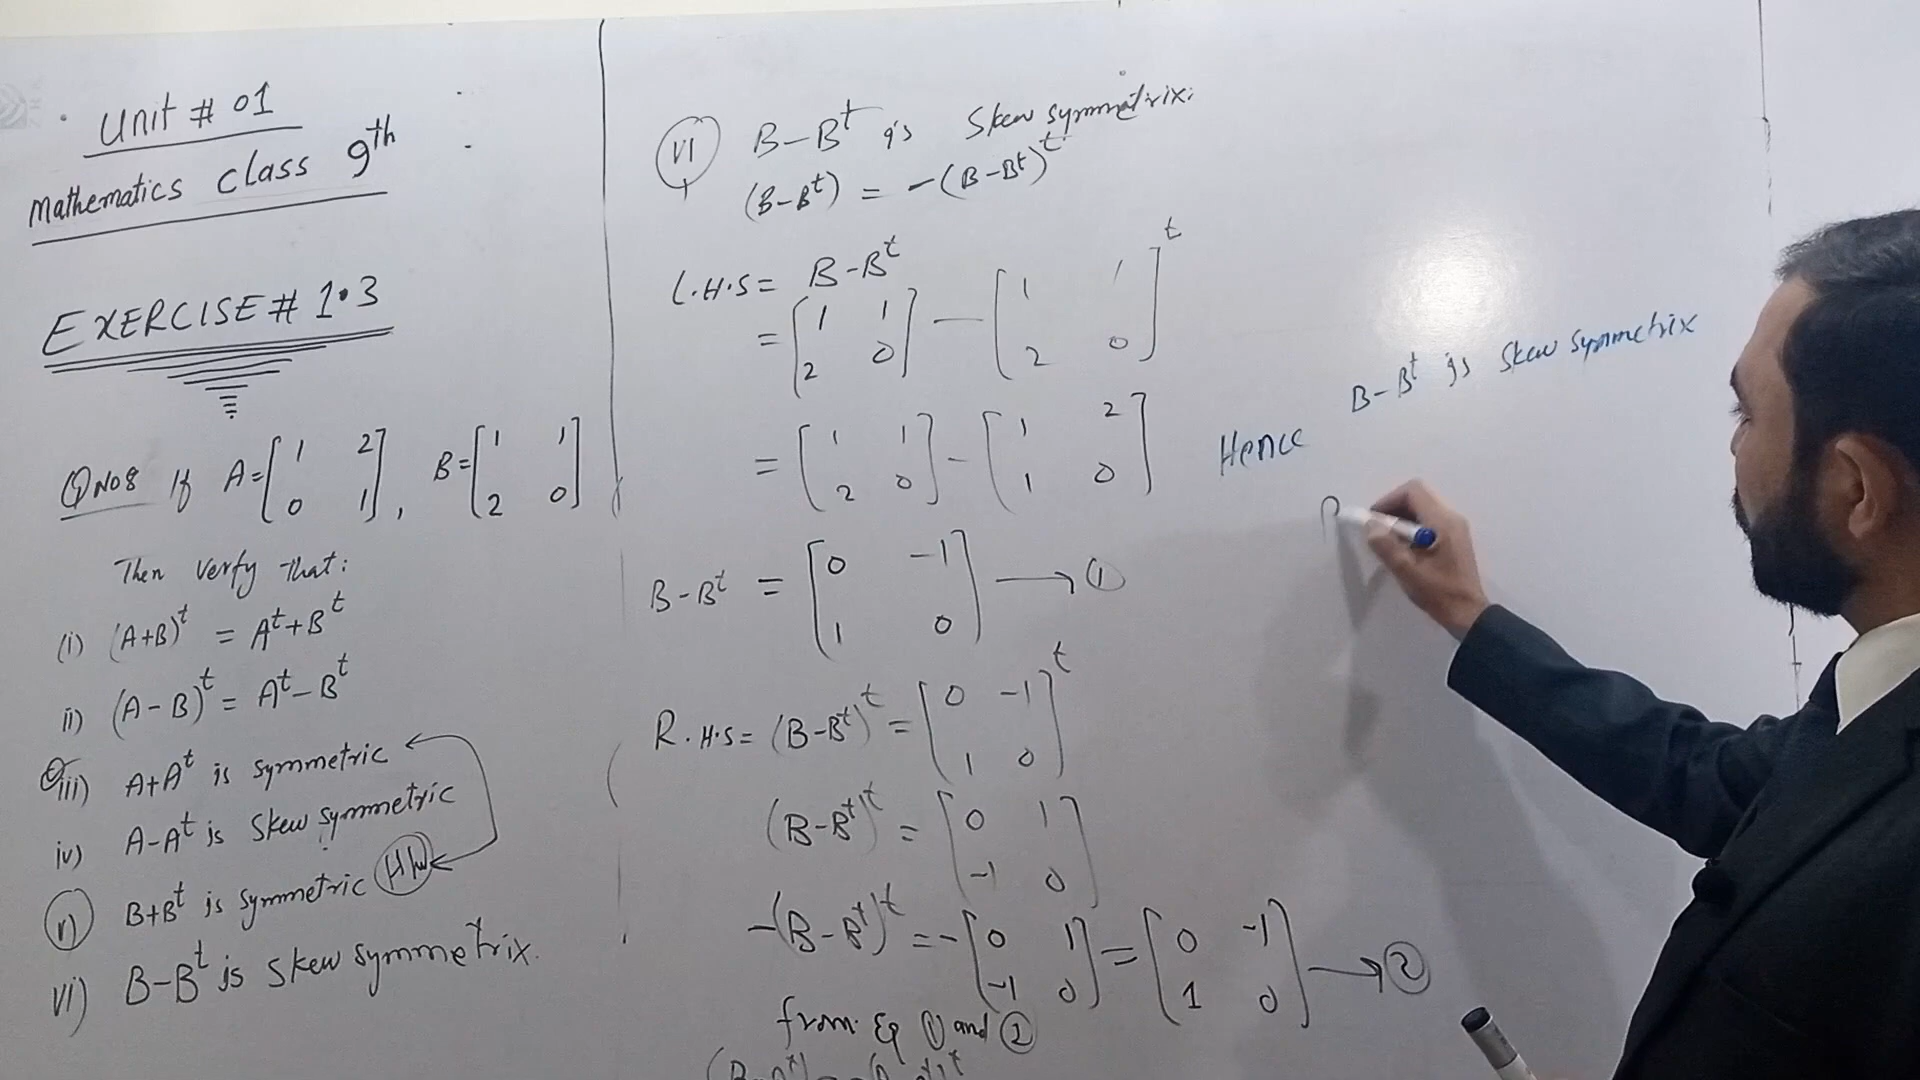 Unit # 01
Mathematics class 9th
EXERCISE # 1.3
Q NO8 If A = [1 2 0 1], B = [1 1 2 0]
Then verfy that:
(i) (A+B)^t = A^t + B^t
ii) (A - B)^t = A^t - B^t
iii) A+A^t is symmetric
iv) A-A^t is Skew symmetric
v) B+B^t is symmetric HW
vi) B-B^t is Skew symmetrix.
VI B-B^t is Skew symmetrix.
(B-B^t) = -(B-B^t)^t
L.H.S = B-B^t
= [1 1 2 0] - [1 1 2 0]^t
= [1 1 2 0] - [1 2 1 0]
B-B^t = [0 -1 1 0] → 1
R.H.S = (B-B^t)^t = [0 -1 1 0]^t
(B-B^t)^t = [0 1 -1 0]
-(B-B^t)^t = -[0 1 -1 0] = [0 -1 1 0] → 2
from Eq 1 and 2
B-B^t is Skew symmetrix
Hence